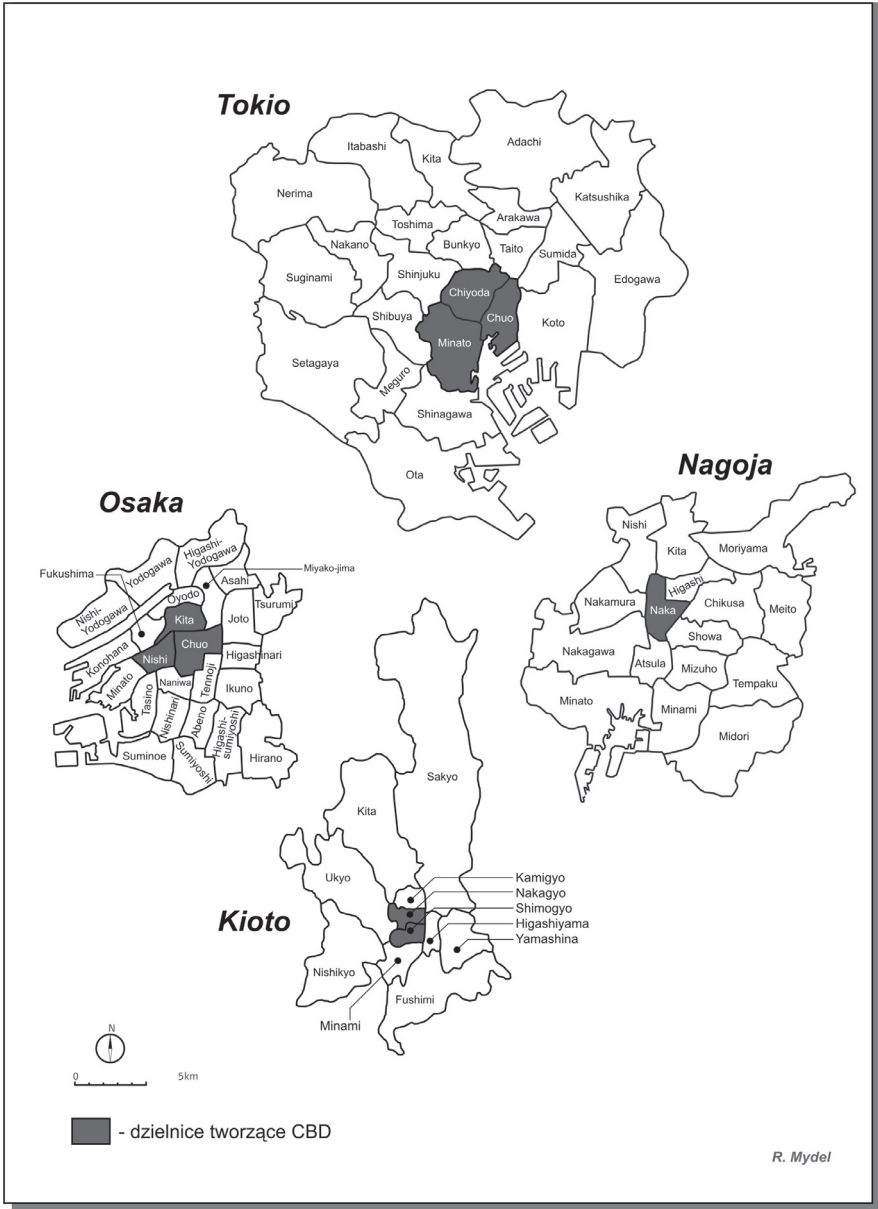 Tokio
Itabashi
Kita
Adachi
Nerima
Katsushika
Toshima
Arakawa
Nakano
Bunkyo
Taito
Sumida
Suginami
Shinjuku
Edogawa
Chiyoda
Shibuya
Chuo
Koto
Minato
Setagaya
Meguro
Shinagawa
Ota
Nagoja
Nishi
Kita
Moriyama
Higashi
Nakamura
Naka
Chikusa
Meito
Showa
Nakagawa
Atsula
Mizuho
Tempaku
Minato
Minami
Midori
Osaka
Higashi-
Yodogawa
Yodogawa
Fukushima
Miyako-jima
Asahi
Nishi-
Yodogawa
Oyodo
Tsurumi
Kita
Joto
Chuo
Konohana
Nishi
Higashinari
Minato
Naniwa
Tennoji
Ikuno
Tasino
Nishinari
Abeno
Higashi-
sumiyoshi
Suminoe
Sumiyoshi
Hirano
Kioto
Sakyo
Kita
Ukyo
Kamigyo
Nakagyo
Shimogyo
Higashiyama
Yamashina
Nishikyo
Fushimi
Minami
N
0 5km
- dzielnice tworzące CBD
R. Mydel